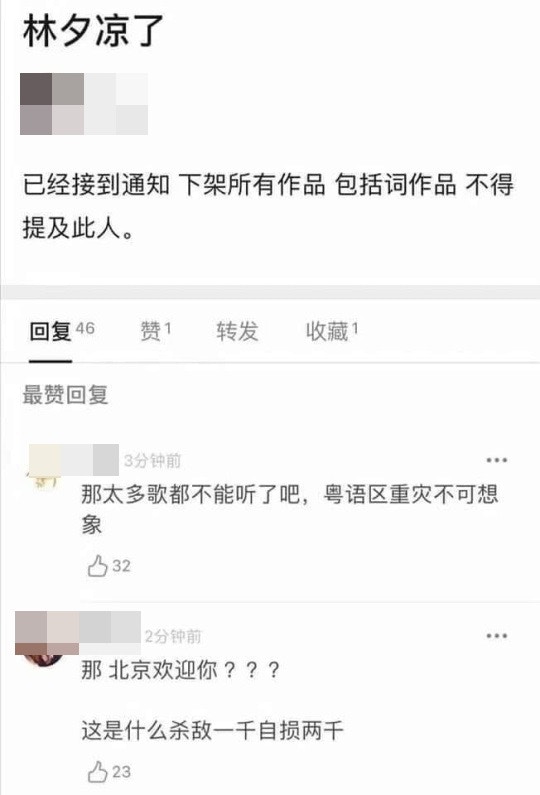 林夕凉了
已经接到通知 下架所有作品 包括词作品 不得
提及此人。
回复 46 赞 1 转发 收藏 1
最赞回复
3分钟前
那太多歌都不能听了吧，粤语区重灾不可想
象
32
2分钟前
那 北京欢迎你？？？
这是什么杀敌一千自损两千
23